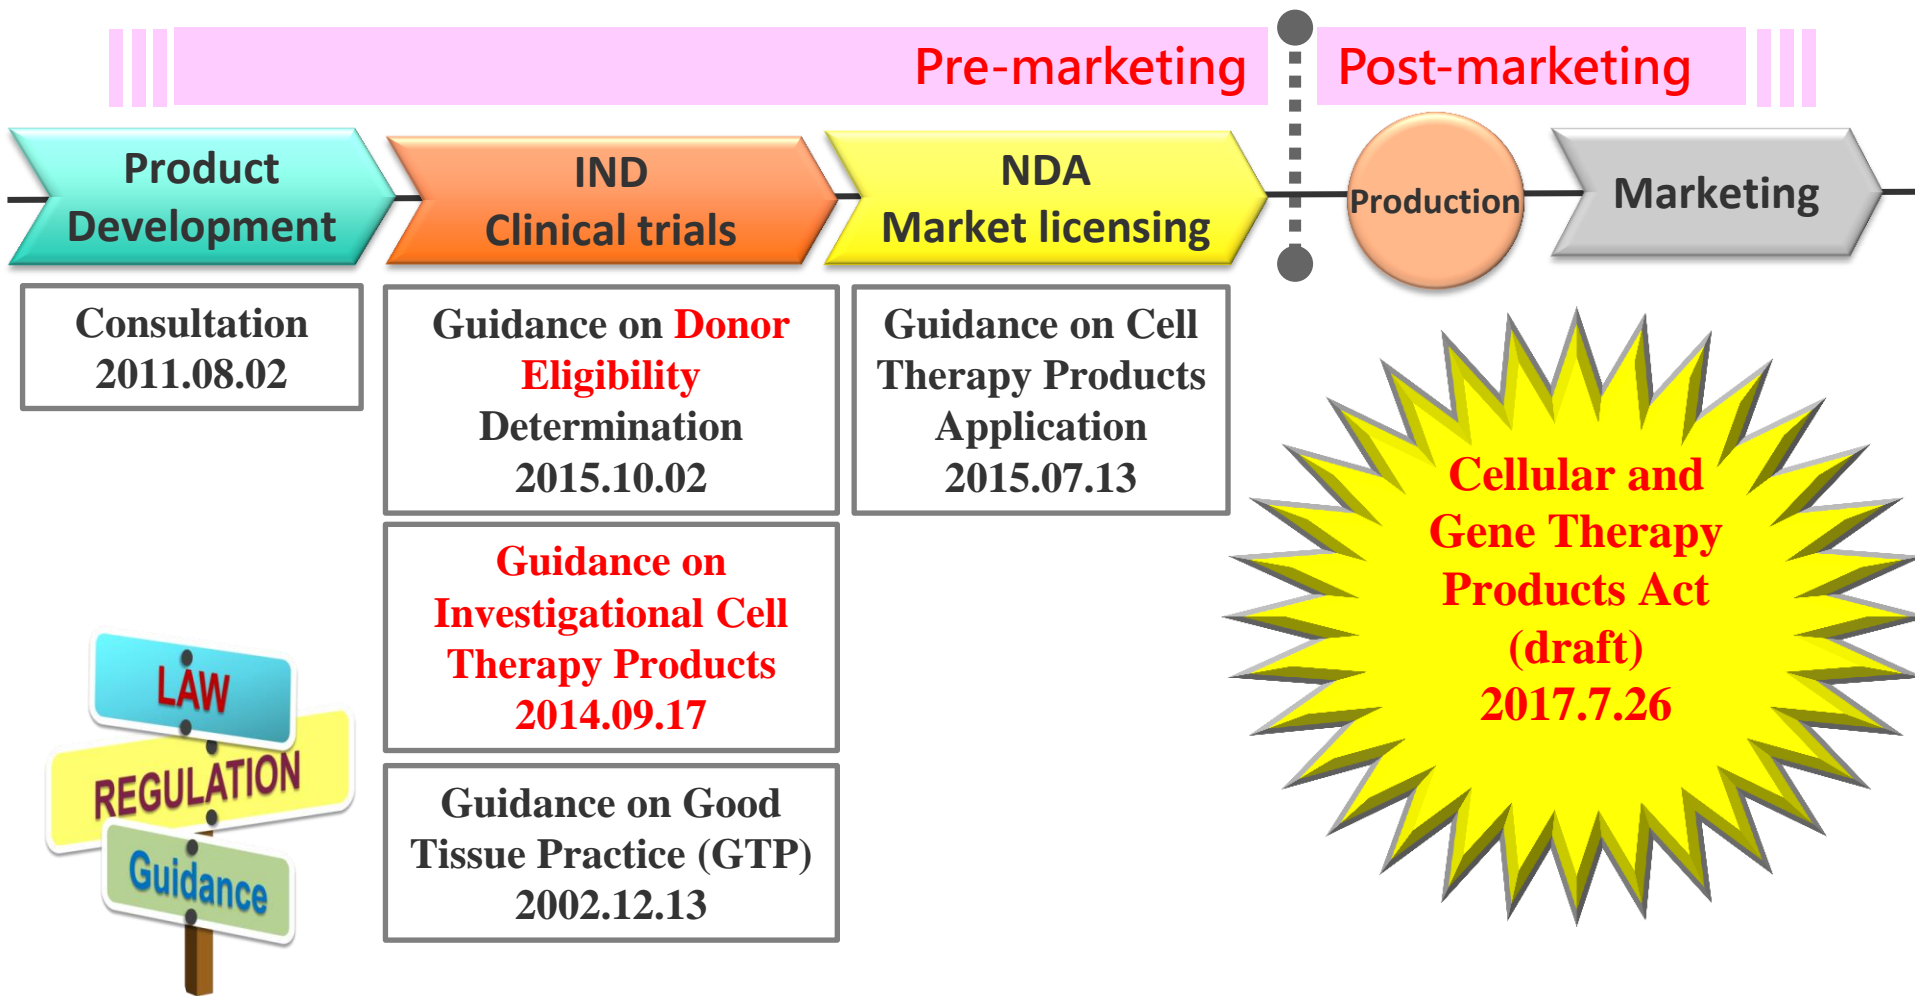 Pre-marketing
Post-marketing
Product
Development
IND
Clinical trials
NDA
Market licensing
Production
Marketing
Consultation
2011.08.02
Guidance on Donor
Eligibility
Determination
2015.10.02
Guidance on
Investigational Cell
Therapy Products
2014.09.17
Guidance on Good
Tissue Practice (GTP)
2002.12.13
Guidance on Cell
Therapy Products
Application
2015.07.13
Cellular and
Gene Therapy
Products Act
(draft)
2017.7.26
LAW
REGULATION
Guidance